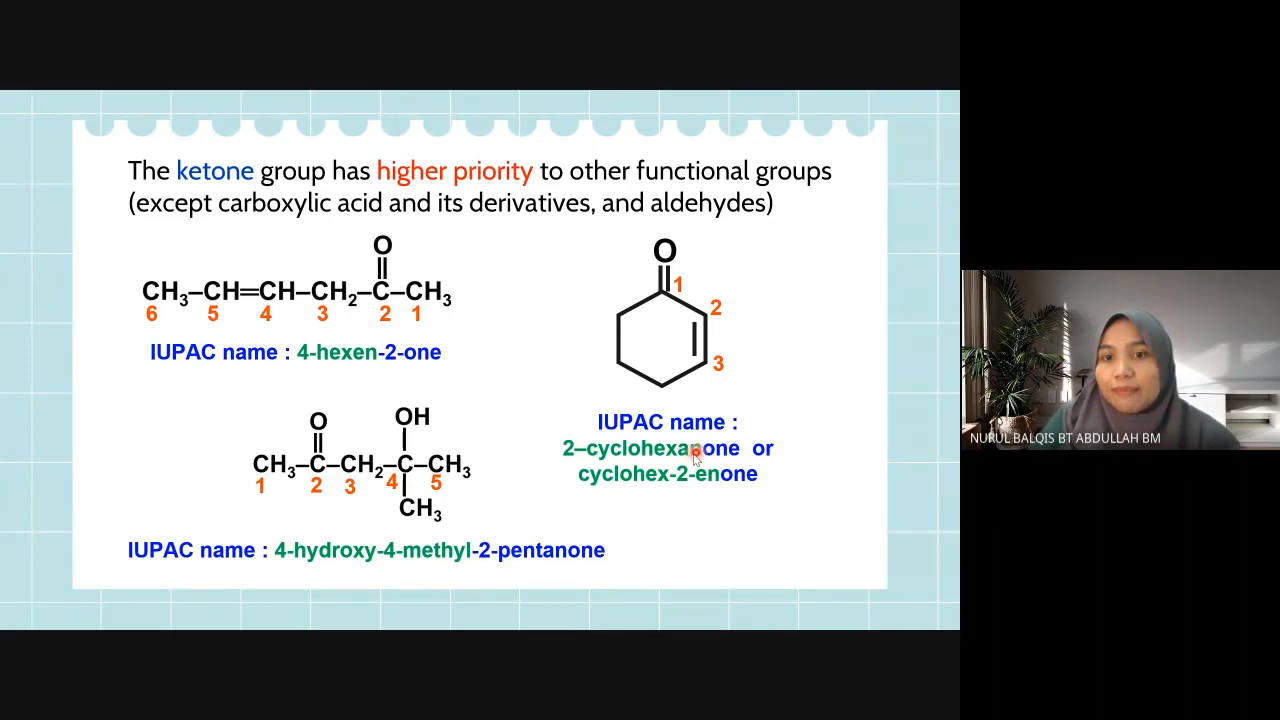 The ketone group has higher priority to other functional groups
(except carboxylic acid and its derivatives, and aldehydes)
O
CH3–CH=CH–CH2–C–CH3
6 5 4 3 2 1
IUPAC name : 4-hexen-2-one
O OH
CH3–C–CH2–C–CH3
1 2 3 4 5
CH3
IUPAC name : 4-hydroxy-4-methyl-2-pentanone
O
1
2
3
IUPAC name :
2–cyclohexanone or
cyclohex-2-enone
NURUL BALQIS BT ABDULLAH BM